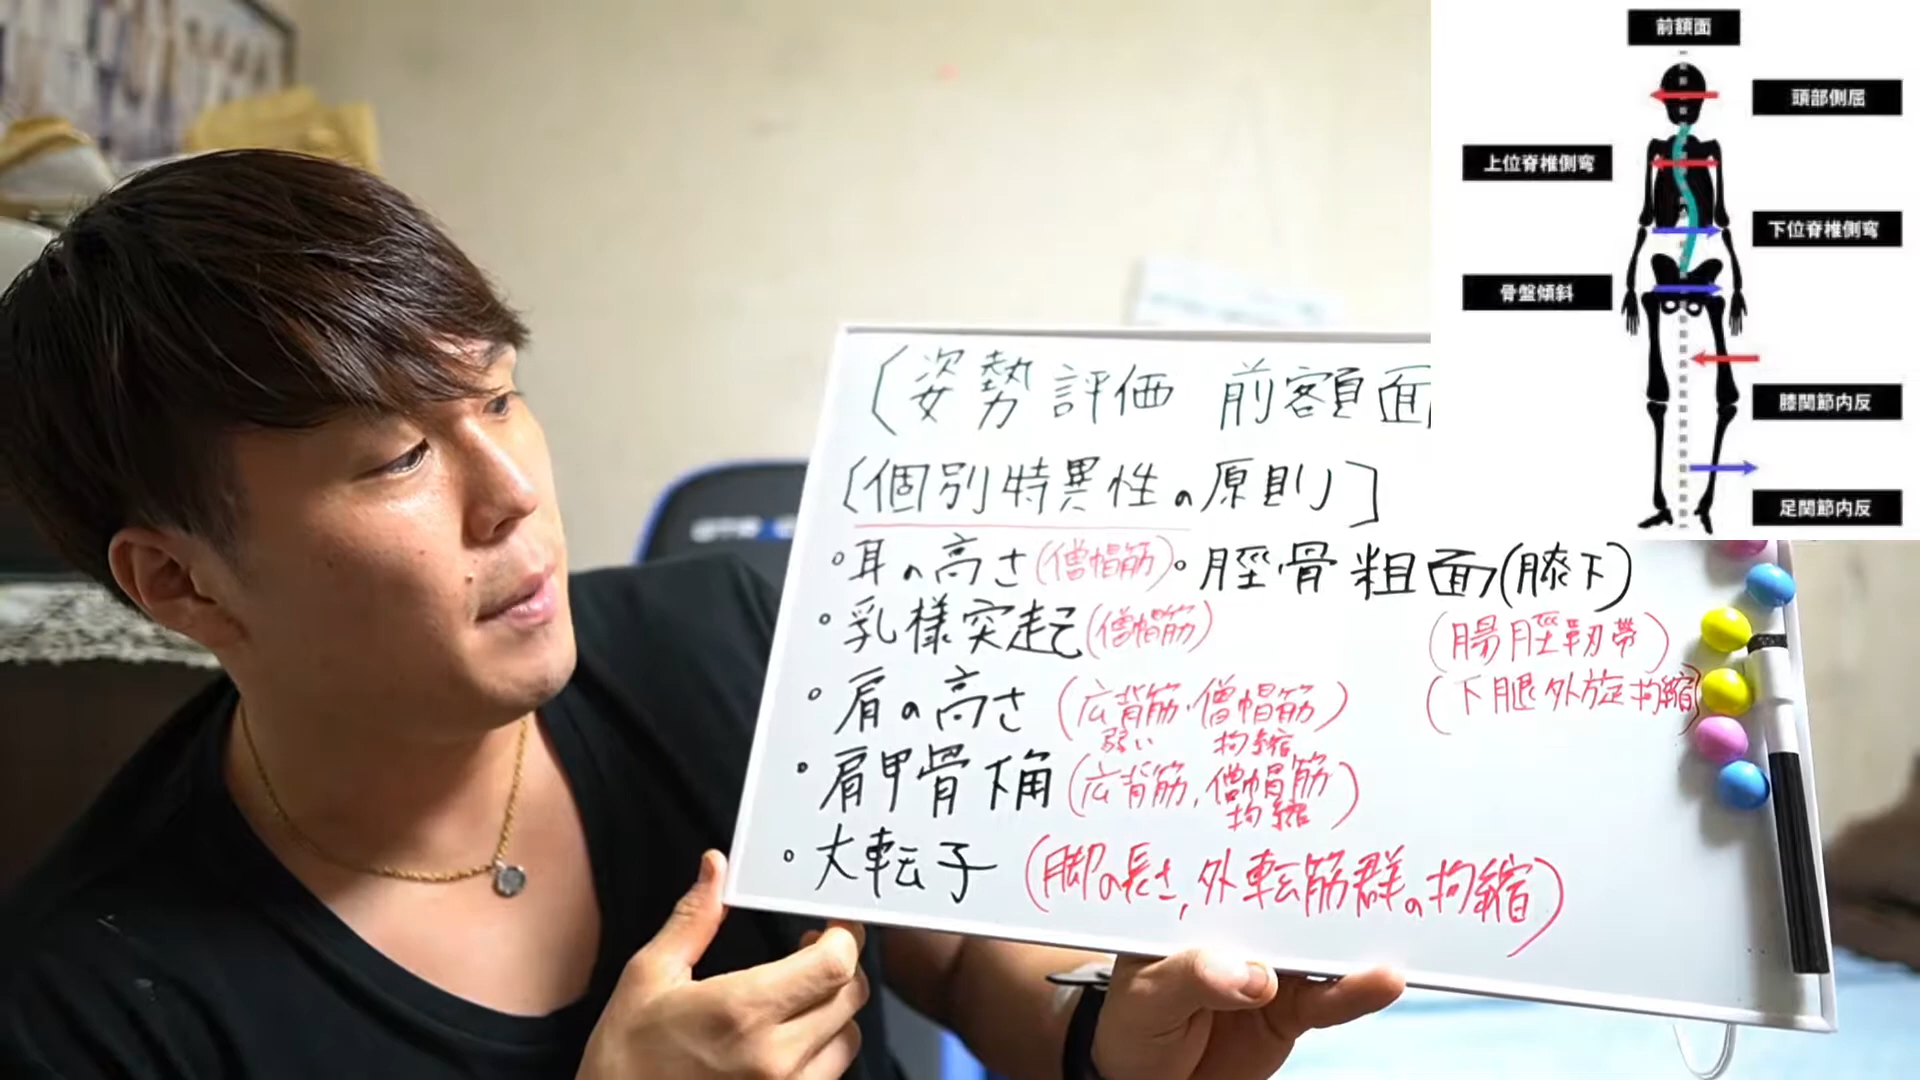 〔姿勢評価 前額面
〔個別特異性の原則〕
・耳の高さ(僧帽筋)
・乳様突起(僧帽筋)
・肩の高さ(広背筋・僧帽筋)
弱い 拘縮
・肩甲骨下角(広背筋,僧帽筋)
拘縮
・大転子(脚の長さ,外転筋群の拘縮)
・脛骨粗面(膝下)
(腸脛靭帯)
(下腿外旋拘縮)
前額面
頭部側屈
上位脊椎側弯
下位脊椎側弯
骨盤傾斜
膝関節内反
足関節内反